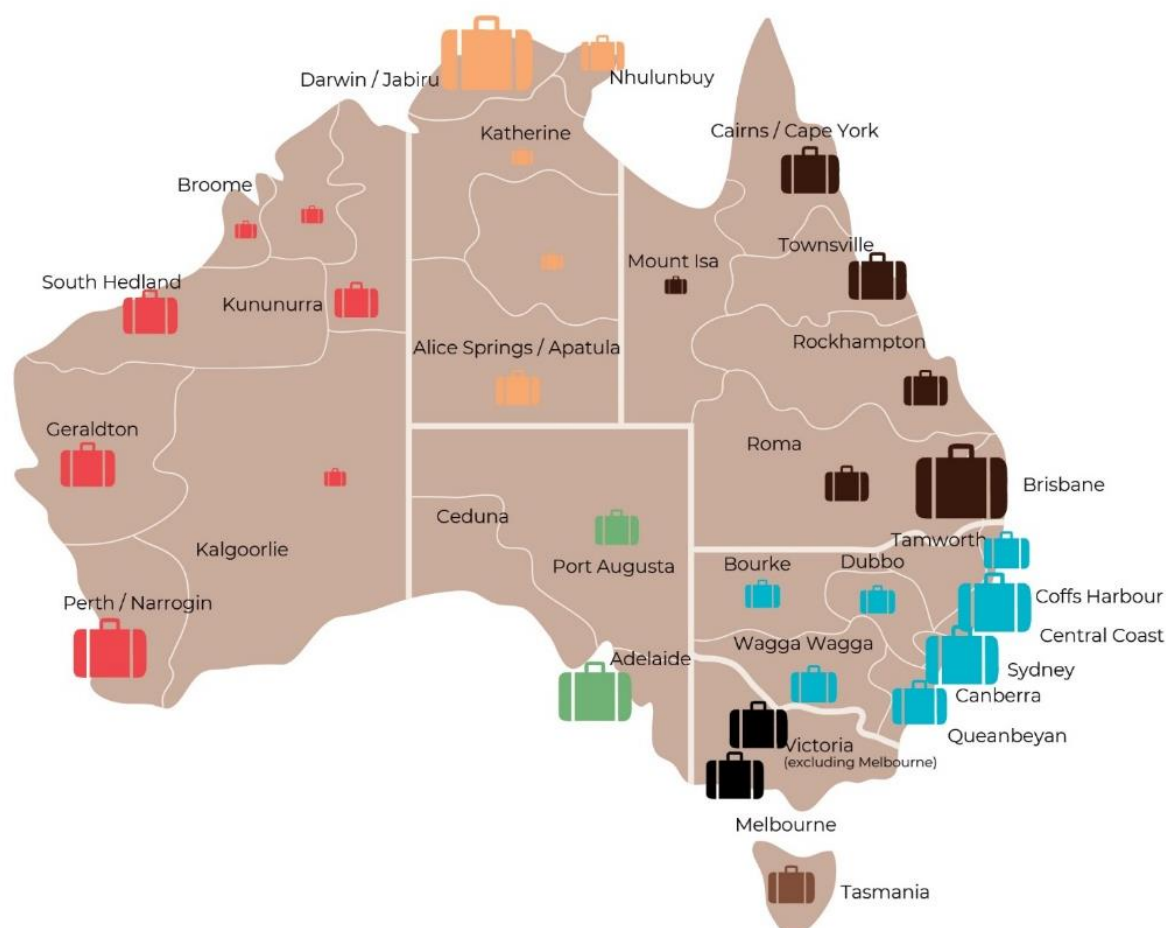 Darwin / Jabiru
Nhulunbuy
Katherine
Cairns / Cape York
Broome
Townsville
Mount Isa
South Hedland
Kununurra
Alice Springs / Apatula
Rockhampton
Geraldton
Roma
Brisbane
Ceduna
Tamworth
Kalgoorlie
Port Augusta
Bourke
Dubbo
Coffs Harbour
Perth / Narrogin
Central Coast
Wagga Wagga
Adelaide
Sydney
Canberra
Queanbeyan
Victoria
(excluding Melbourne)
Melbourne
Tasmania